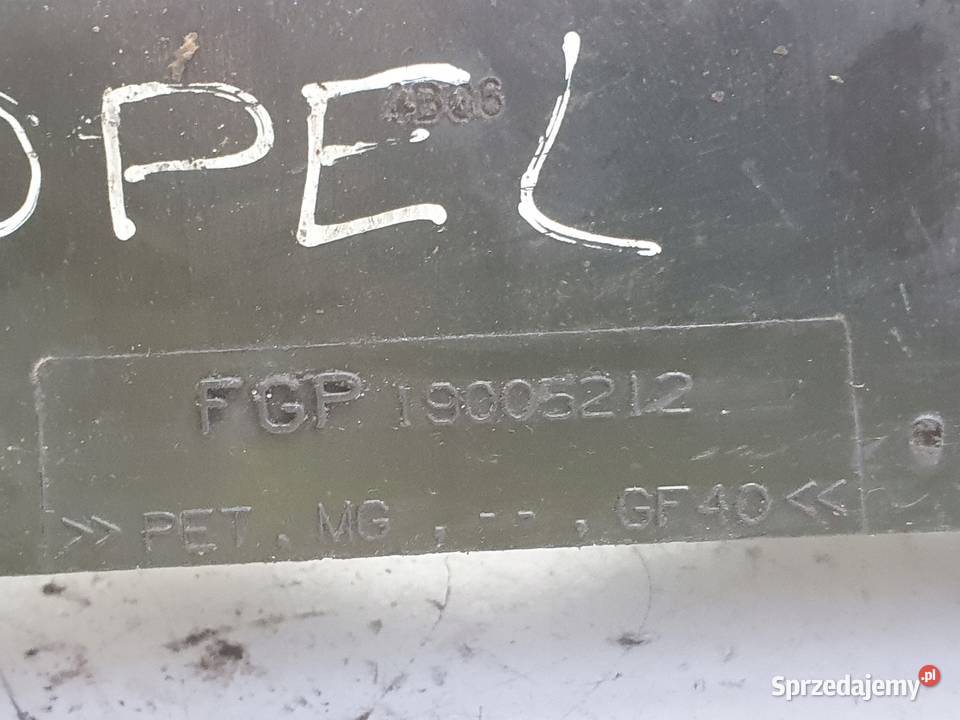 OPEL
4B06
FGP 19005212
>> PET , MG , -- , GF40 <<
Sprzedajemy.pl